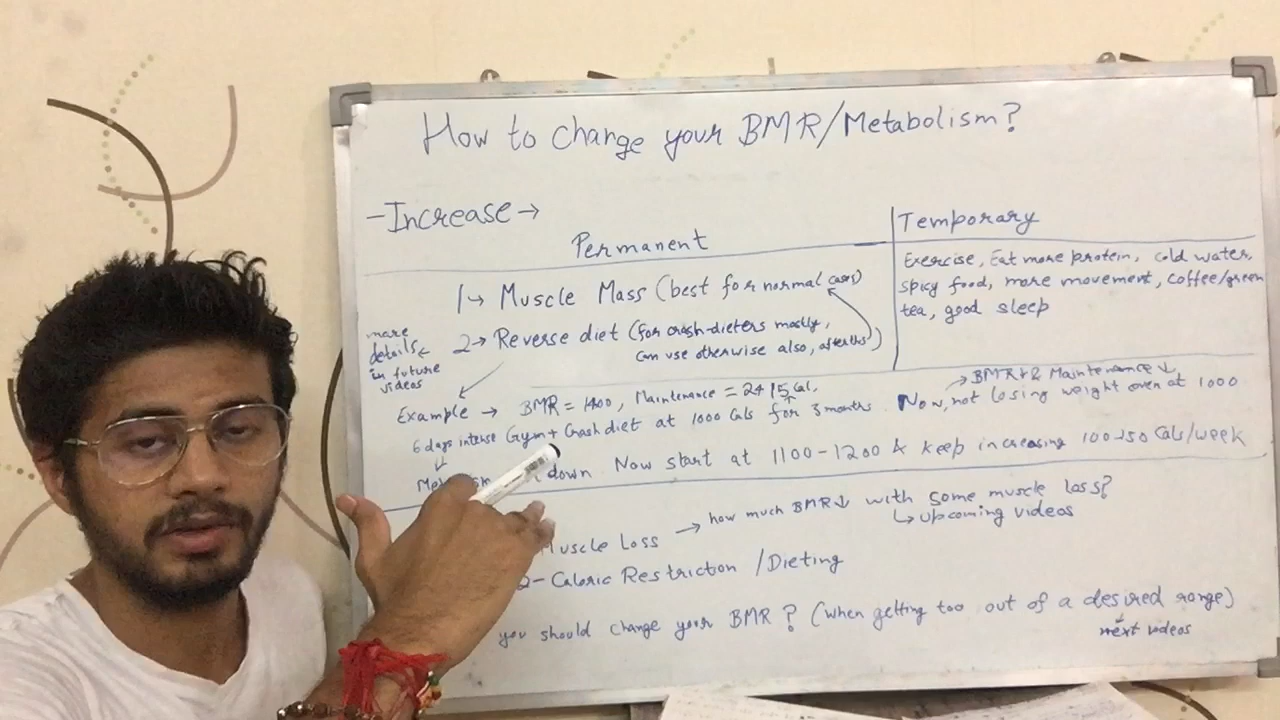 How to change your BMR/Metabolism?
-Increase→
Permanent
1→ Muscle Mass (best for normal cases)
more details in future videos
2→ Reverse diet (for crash-dieters mostly,
can use otherwise also, after this)
Temporary
Exercise, Eat more protein, cold water,
spicy food, more movement, coffee/green
tea, good sleep
Example → BMR = 1400, Maintenance = 2415 Cal,
→BMR↓ & Maintenance↓
6 days intense Gym + Crash diet at 1000 Cals for 3 months. Now, not losing weight even at 1000
down. Now start at 1100-1200 & keep increasing 100-150 Cals/week
Muscle Loss → how much BMR↓ with some muscle loss?
↳ Upcoming videos
2- Caloric Restriction / Dieting
you should change your BMR? (when getting too out of a desired range)
↓
next videos